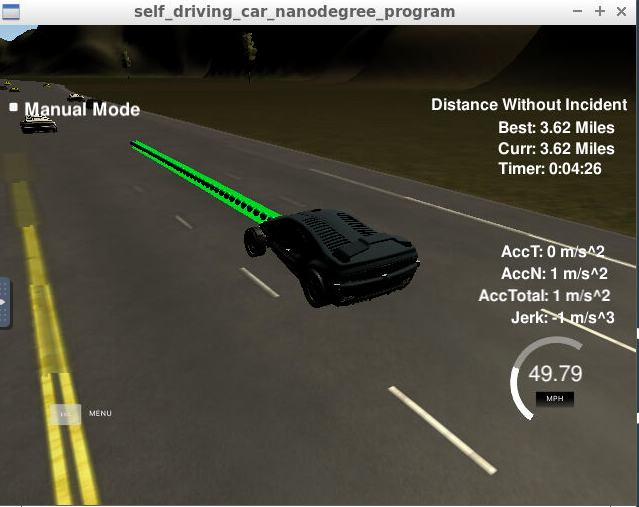 self_driving_car_nanodegree_program
Manual Mode
Distance Without Incident
Best: 3.62 Miles
Curr: 3.62 Miles
Timer: 0:04:26
AccT: 0 m/s^2
AccN: 1 m/s^2
AccTotal: 1 m/s^2
Jerk: -1 m/s^3
49.79
MPH
MENU